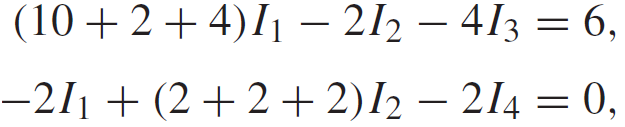 (10 + 2 + 4)I₁ − 2I₂ − 4I₃ = 6,
−2I₁ + (2 + 2 + 2)I₂ − 2I₄ = 0,